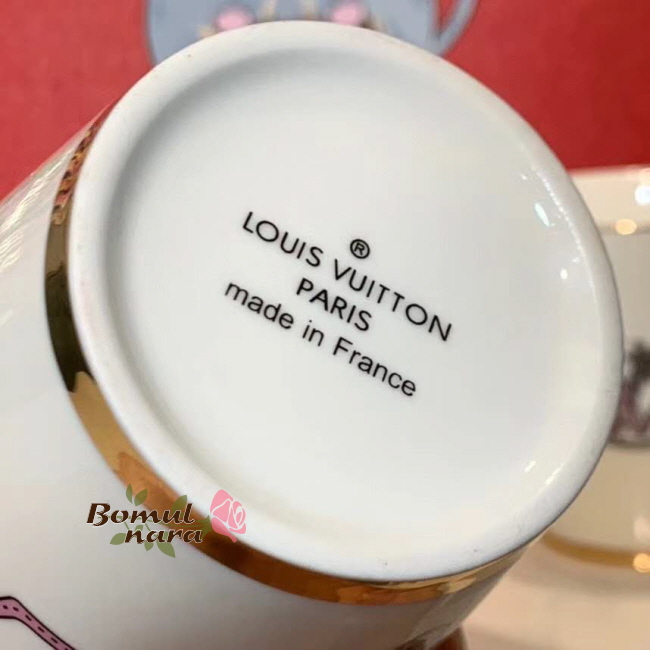 ®
LOUIS VUITTON
PARIS
made in France
Bomul
nara